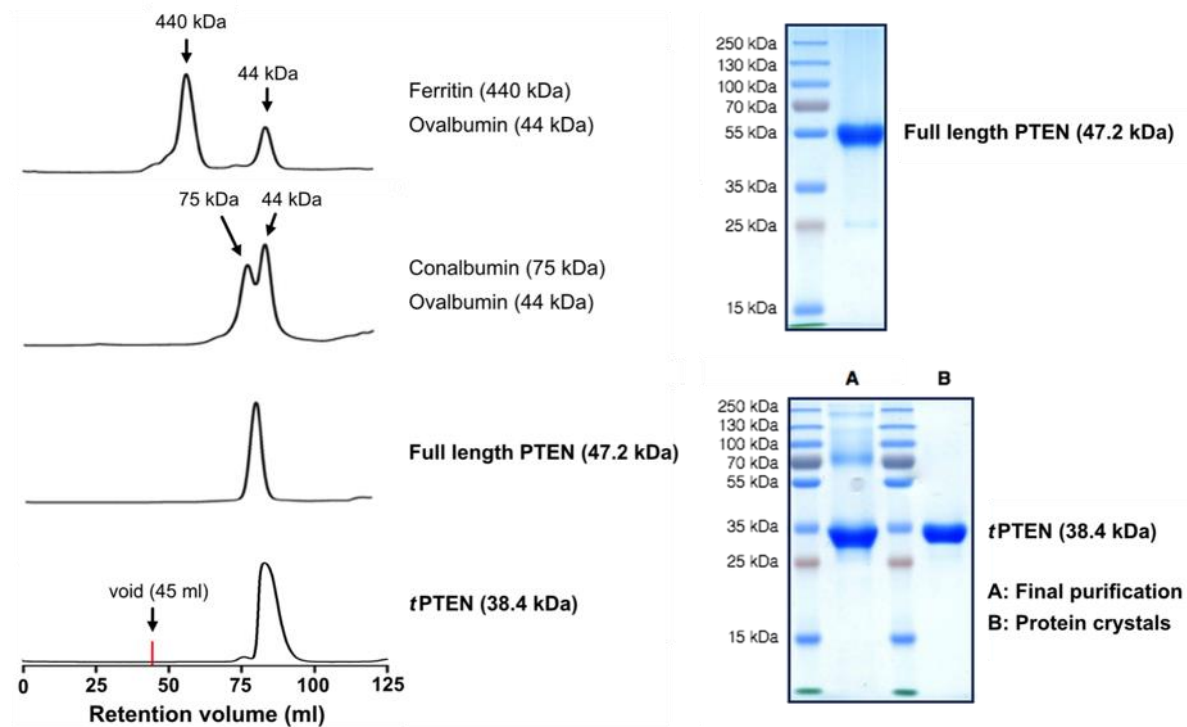 440 kDa
44 kDa
Ferritin (440 kDa)
Ovalbumin (44 kDa)
75 kDa
44 kDa
Conalbumin (75 kDa)
Ovalbumin (44 kDa)
Full length PTEN (47.2 kDa)
void (45 ml)
tPTEN (38.4 kDa)
0 25 50 75 100 125
Retention volume (ml)
250 kDa
130 kDa
100 kDa
70 kDa
55 kDa
35 kDa
25 kDa
15 kDa
Full length PTEN (47.2 kDa)
A B
250 kDa
130 kDa
100 kDa
70 kDa
55 kDa
35 kDa
25 kDa
15 kDa
tPTEN (38.4 kDa)
A: Final purification
B: Protein crystals